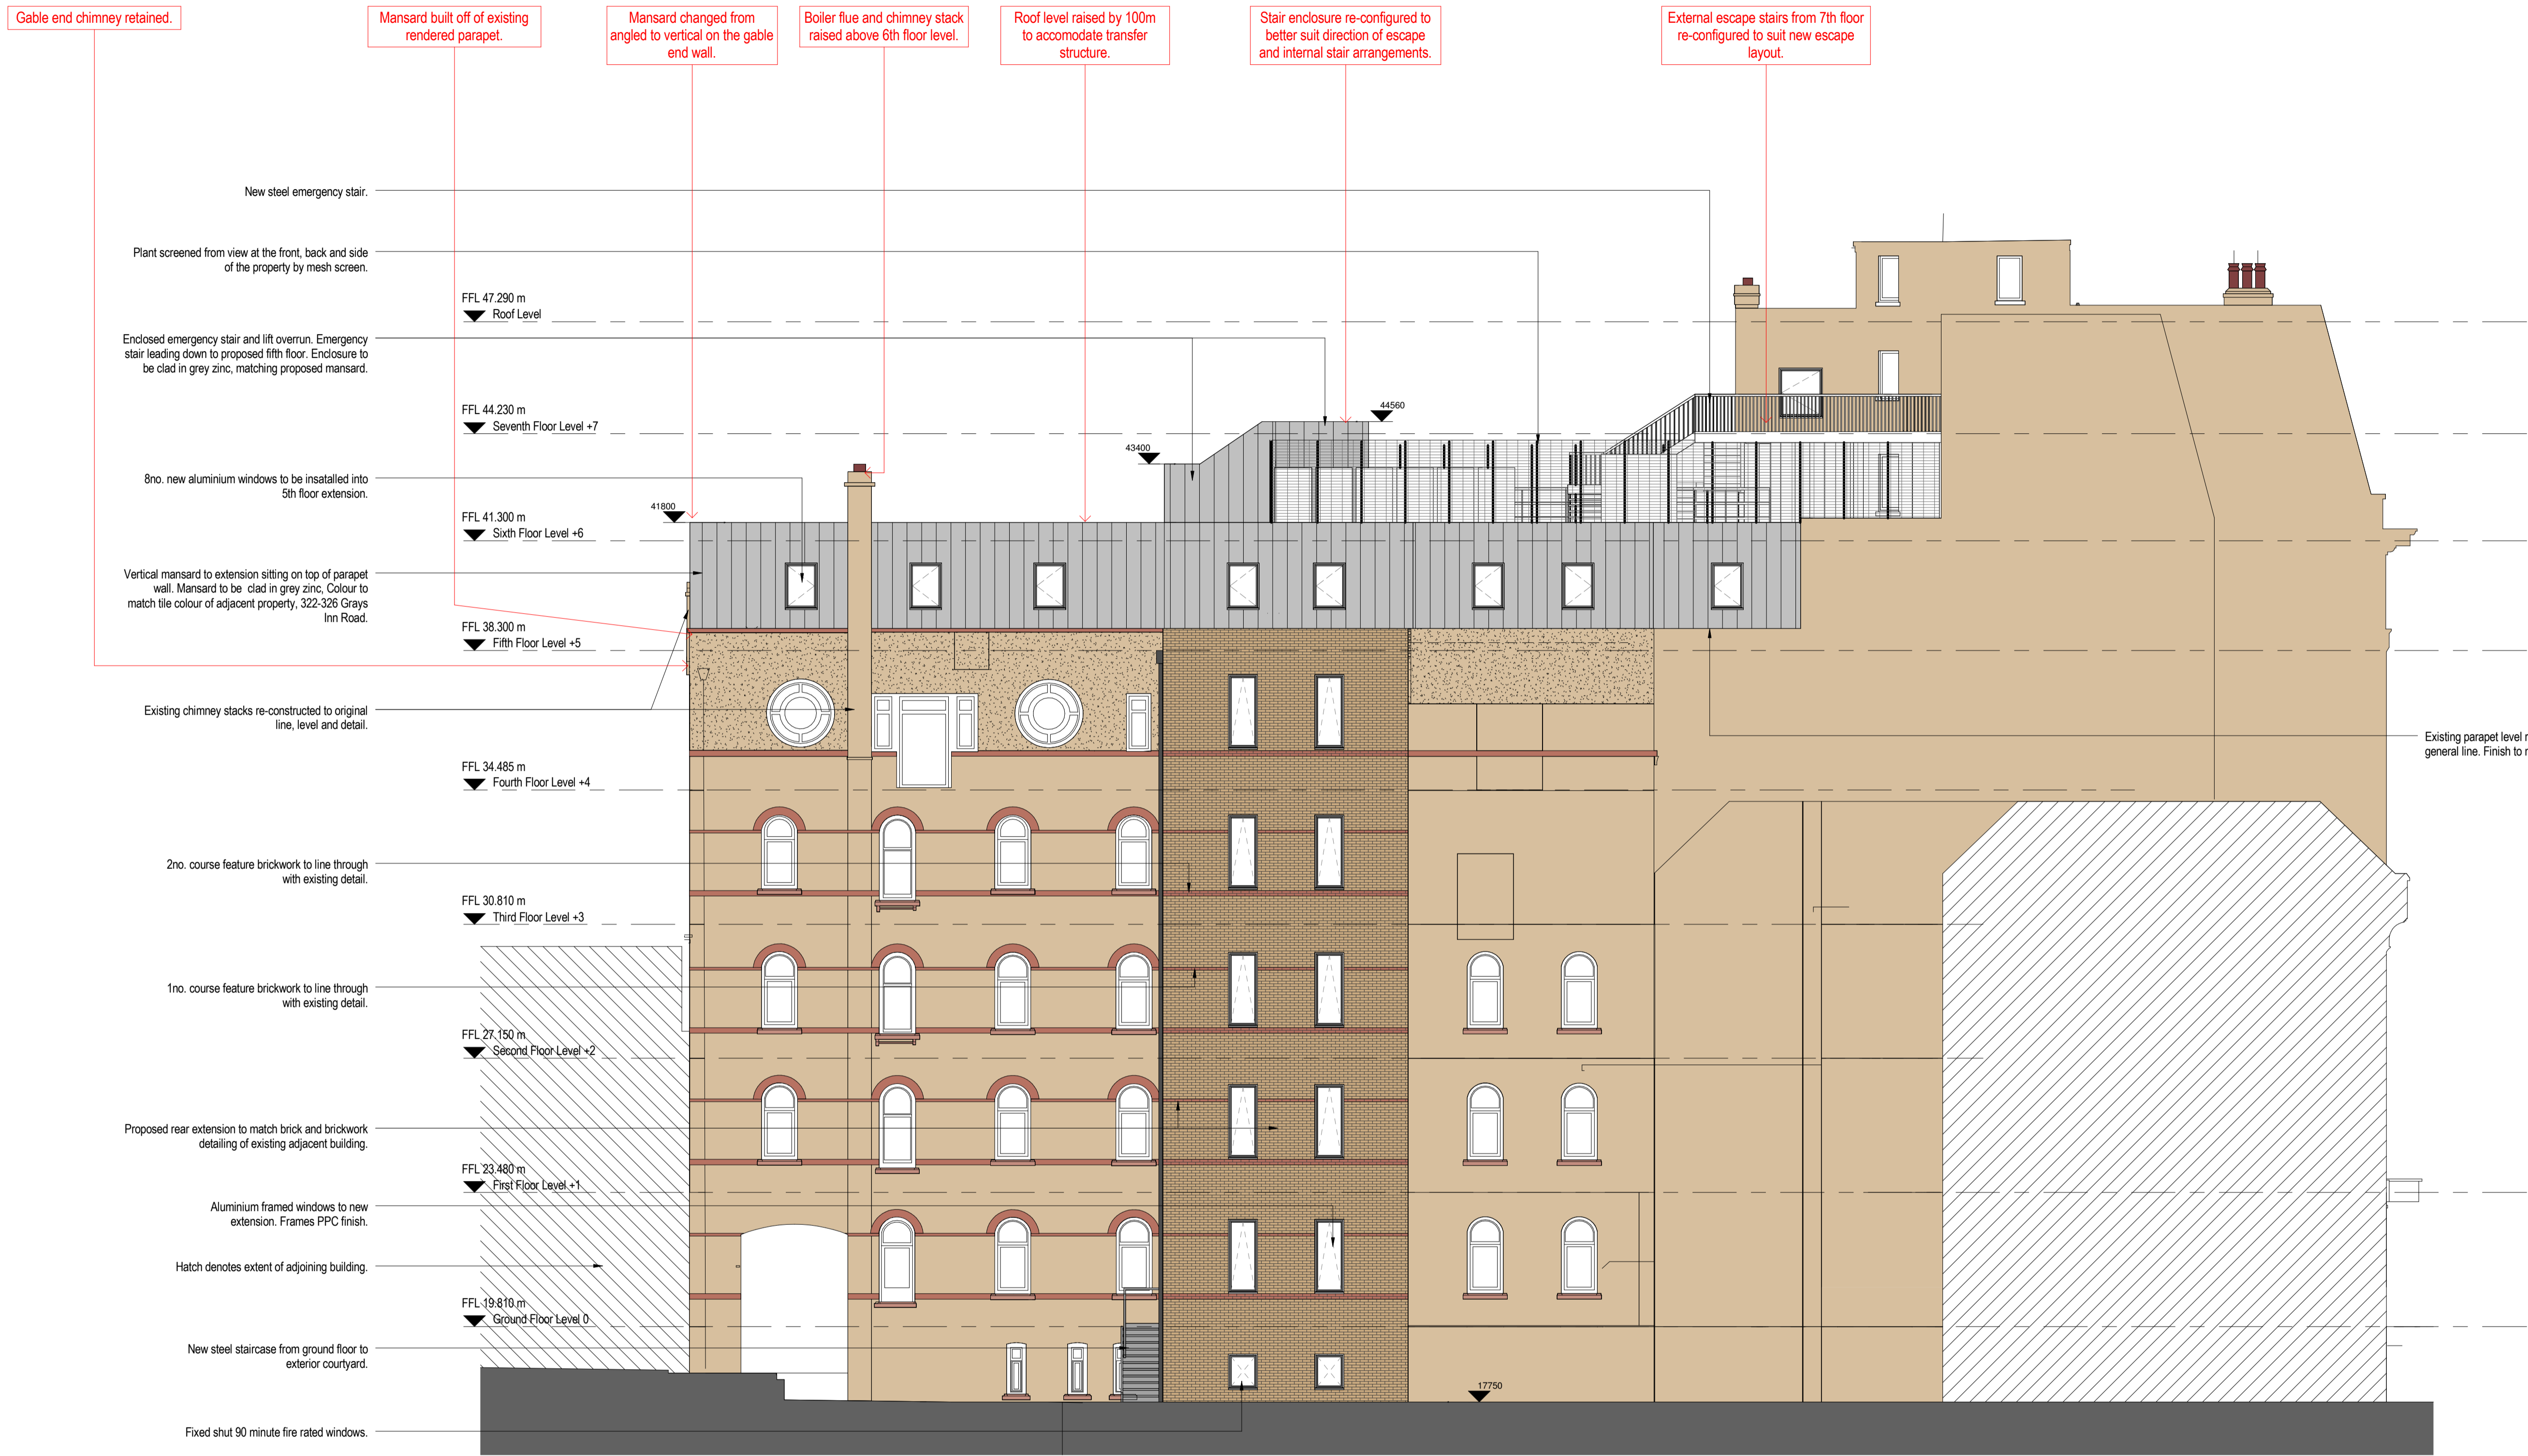 Gable end chimney retained.
Mansard built off of existing
rendered parapet.
Mansard changed from
angled to vertical on the gable
end wall.
Boiler flue and chimney stack
raised above 6th floor level.
Roof level raised by 100m
to accomodate transfer
structure.
Stair enclosure re-configured to
better suit direction of escape
and internal stair arrangements.
External escape stairs from 7th floor
re-configured to suit new escape
layout.
New steel emergency stair.
Plant screened from view at the front, back and side
of the property by mesh screen.
FFL 47.290 m
Roof Level
Enclosed emergency stair and lift overrun. Emergency
stair leading down to proposed fifth floor. Enclosure to
be clad in grey zinc, matching proposed mansard.
FFL 44.230 m
Seventh Floor Level +7
44560
43400
8no. new aluminium windows to be insatalled into
5th floor extension.
41800
FFL 41.300 m
Sixth Floor Level +6
Vertical mansard to extension sitting on top of parapet
wall. Mansard to be clad in grey zinc, Colour to
match tile colour of adjacent property, 322-326 Grays
Inn Road.
FFL 38.300 m
Fifth Floor Level +5
Existing chimney stacks re-constructed to original
line, level and detail.
Existing parapet level
general line. Finish to
FFL 34.485 m
Fourth Floor Level +4
2no. course feature brickwork to line through
with existing detail.
FFL 30.810 m
Third Floor Level +3
1no. course feature brickwork to line through
with existing detail.
FFL 27.150 m
Second Floor Level +2
Proposed rear extension to match brick and brickwork
detailing of existing adjacent building.
FFL 23.480 m
First Floor Level +1
Aluminium framed windows to new
extension. Frames PPC finish.
Hatch denotes extent of adjoining building.
FFL 19.810 m
Ground Floor Level 0
New steel staircase from ground floor to
exterior courtyard.
17750
Fixed shut 90 minute fire rated windows.